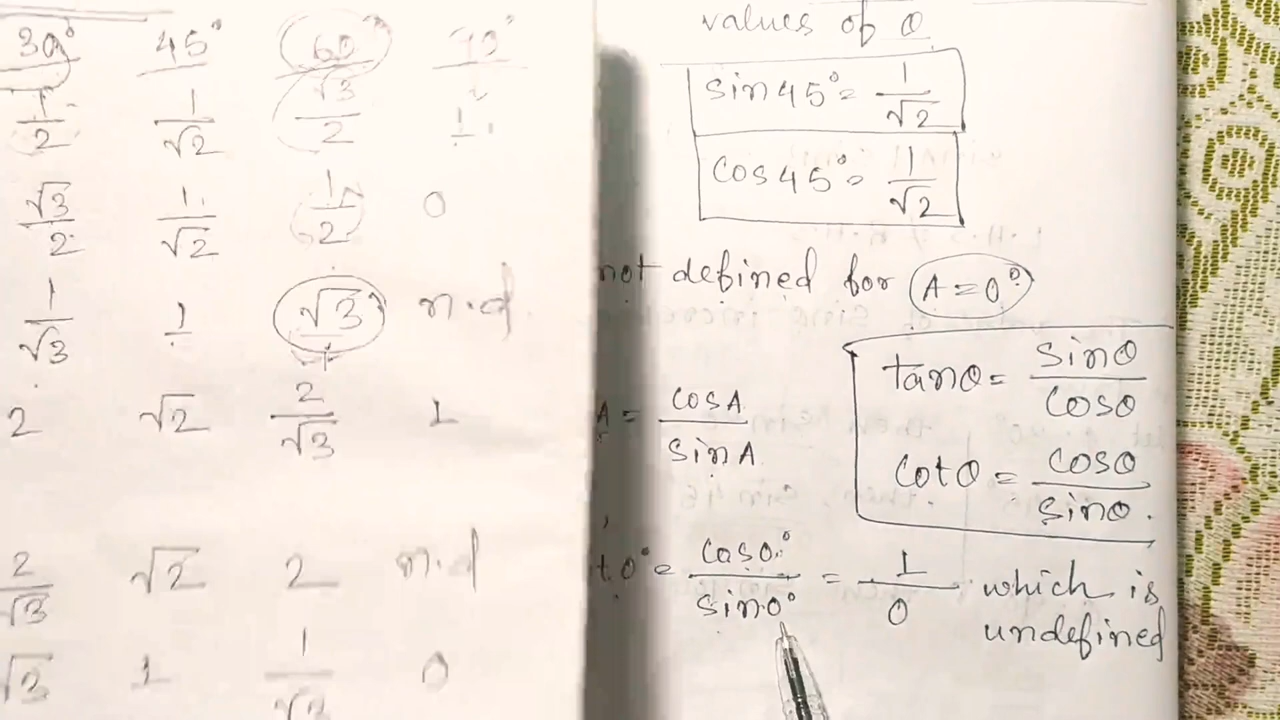 30° 45° 60° 90°
1/2 1/√2 √3/2 1
√3/2 1/√2 1/2 0
1/√3 1 √3 n.d
2 √2 2/√3 1
2/√3 √2 2 n.d
√3 1 1/√3 0
values of θ
sin45° = 1/√2
cos45° = 1/√2
not defined for A = 0°
tanθ = sinθ/cosθ
A = cosA/sinA
cotθ = cosθ/sinθ.
t0° = cos0°/sin0° = 1/0 which is
undefined